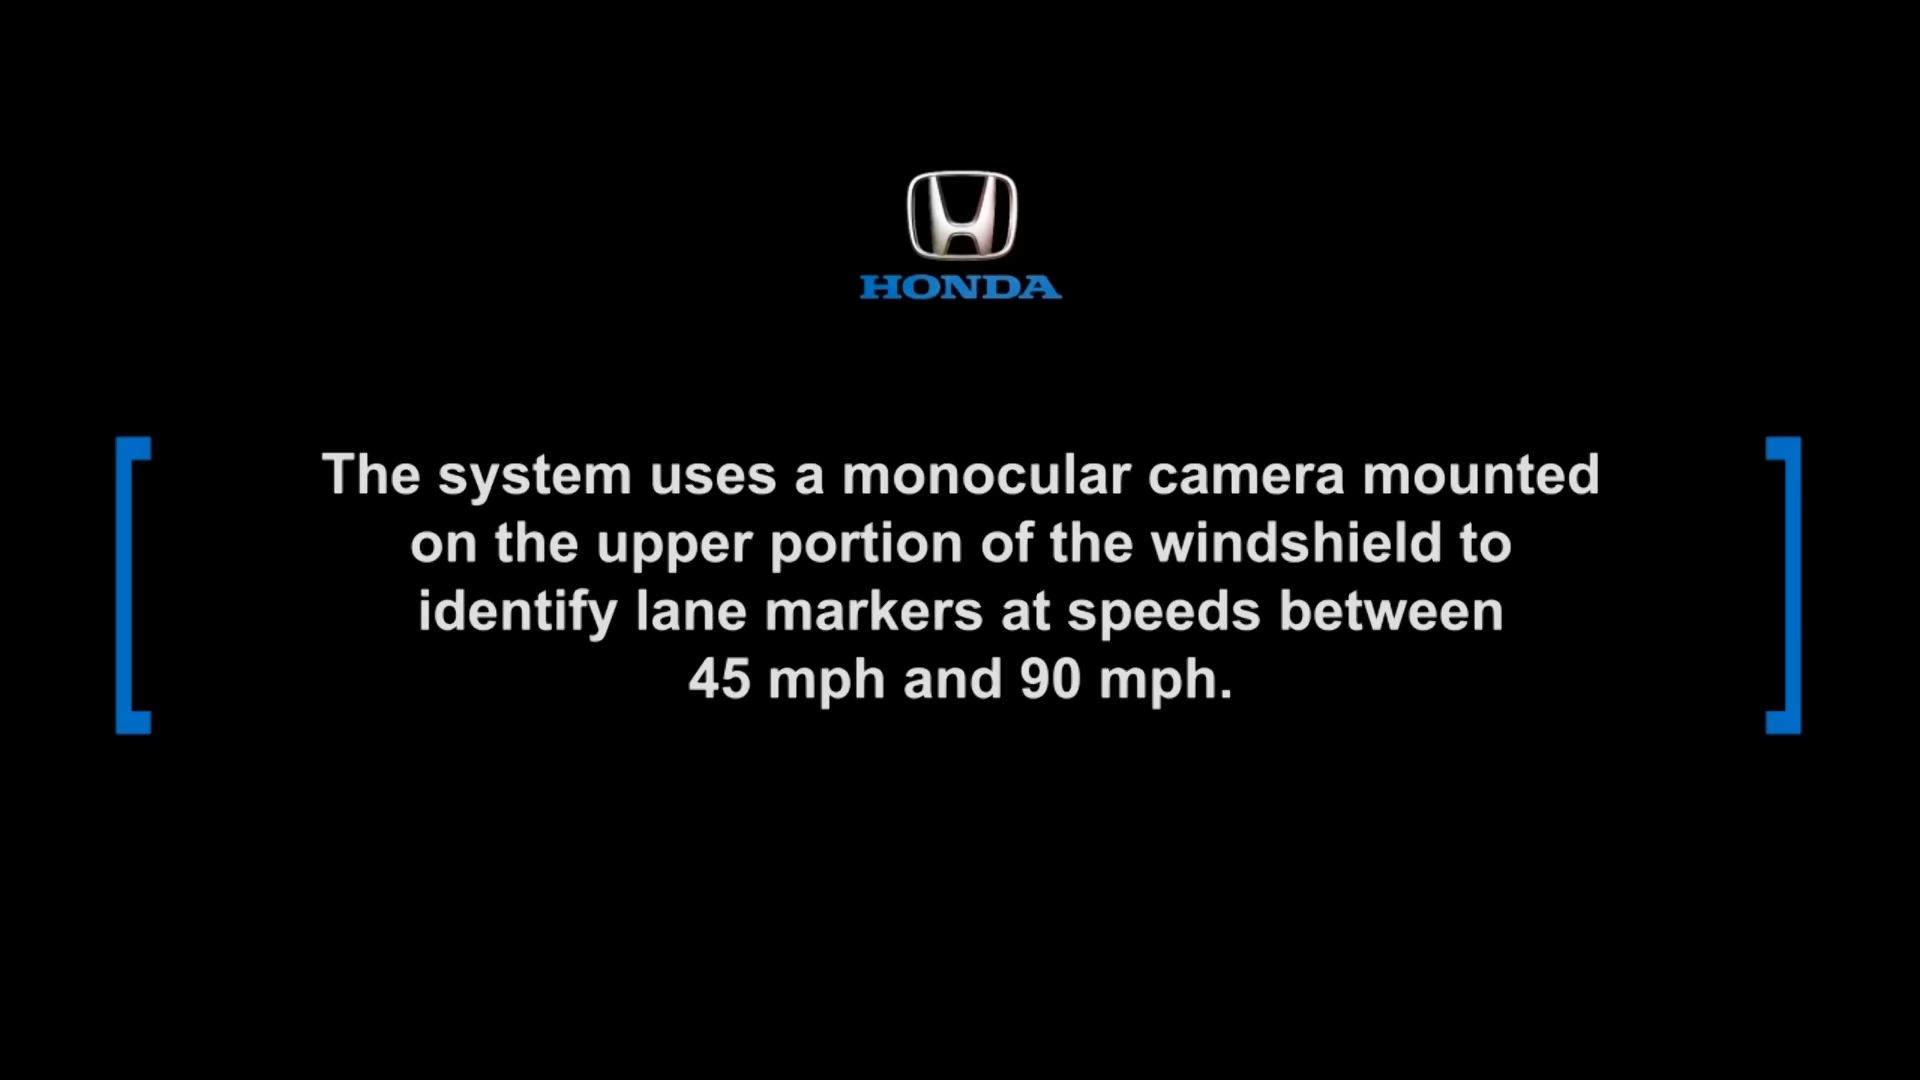 HONDA
The system uses a monocular camera mounted
on the upper portion of the windshield to
identify lane markers at speeds between
45 mph and 90 mph.